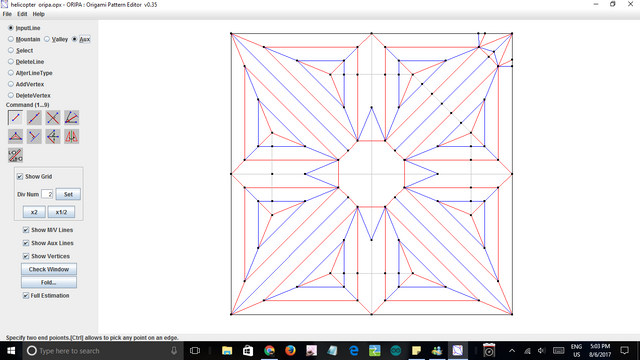 helicopter oripa.opx - ORIPA : Origami Pattern Editor v0.35
File Edit Help
InputLine
Mountain Valley Aux
Select
DeleteLine
AlterLineType
AddVertex
DeleteVertex
Command (1...9)
Show Grid
Div Num 2 Set
x2 x1/2
Show M/V Lines
Show Aux Lines
Show Vertices
Check Window
Fold...
Full Estimation
Specify two end poionts.[Ctrl] allows to pick any point on an edge.
Type here to search
ENG
US
5:03 PM
8/6/2017